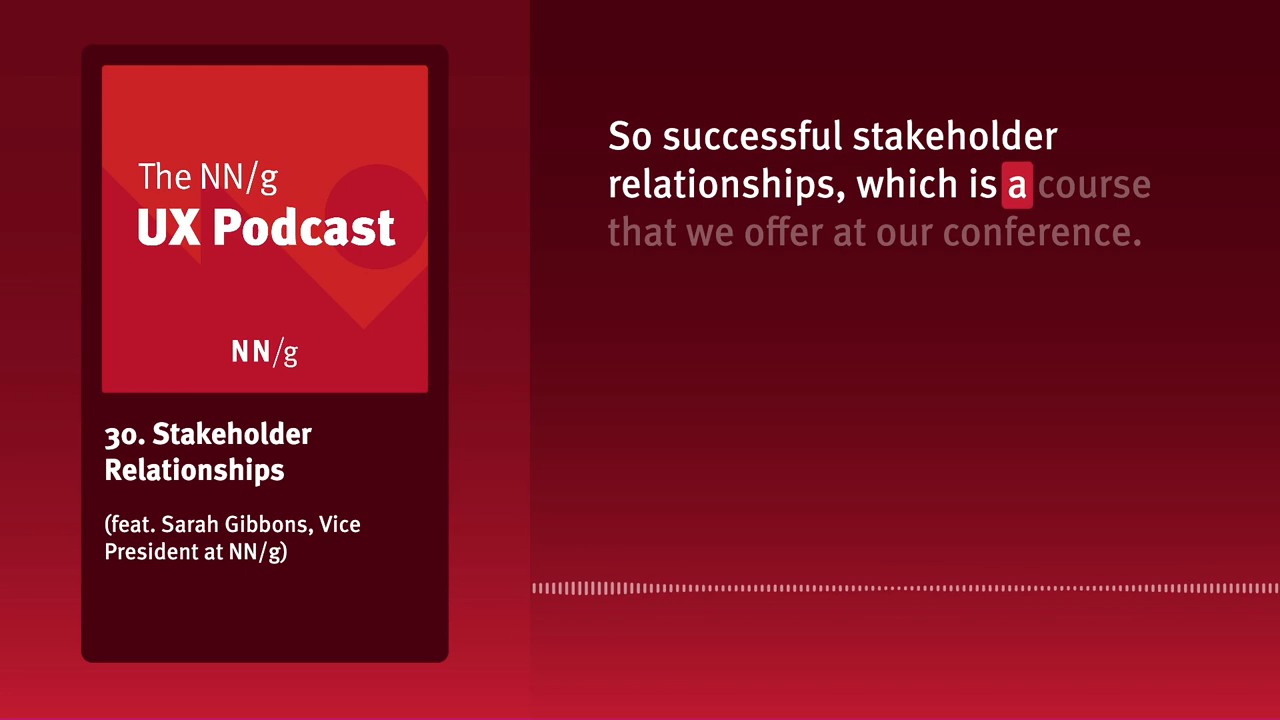 The NN/g
UX Podcast
NN/g
30. Stakeholder
Relationships
(feat. Sarah Gibbons, Vice
President at NN/g)
So successful stakeholder
relationships, which is a course
that we offer at our conference.